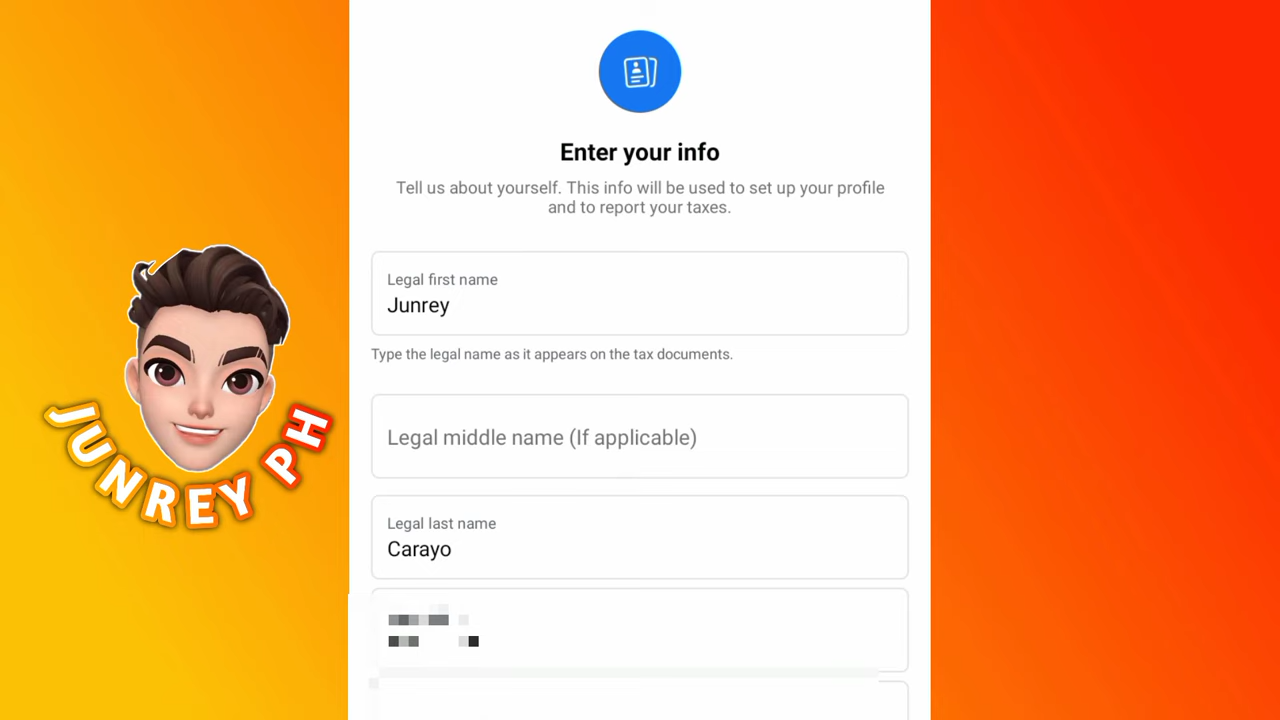 Enter your info
Tell us about yourself. This info will be used to set up your profile
and to report your taxes.
Legal first name
Junrey
Type the legal name as it appears on the tax documents.
Legal middle name (If applicable)
Legal last name
Carayo
JUNREY PH